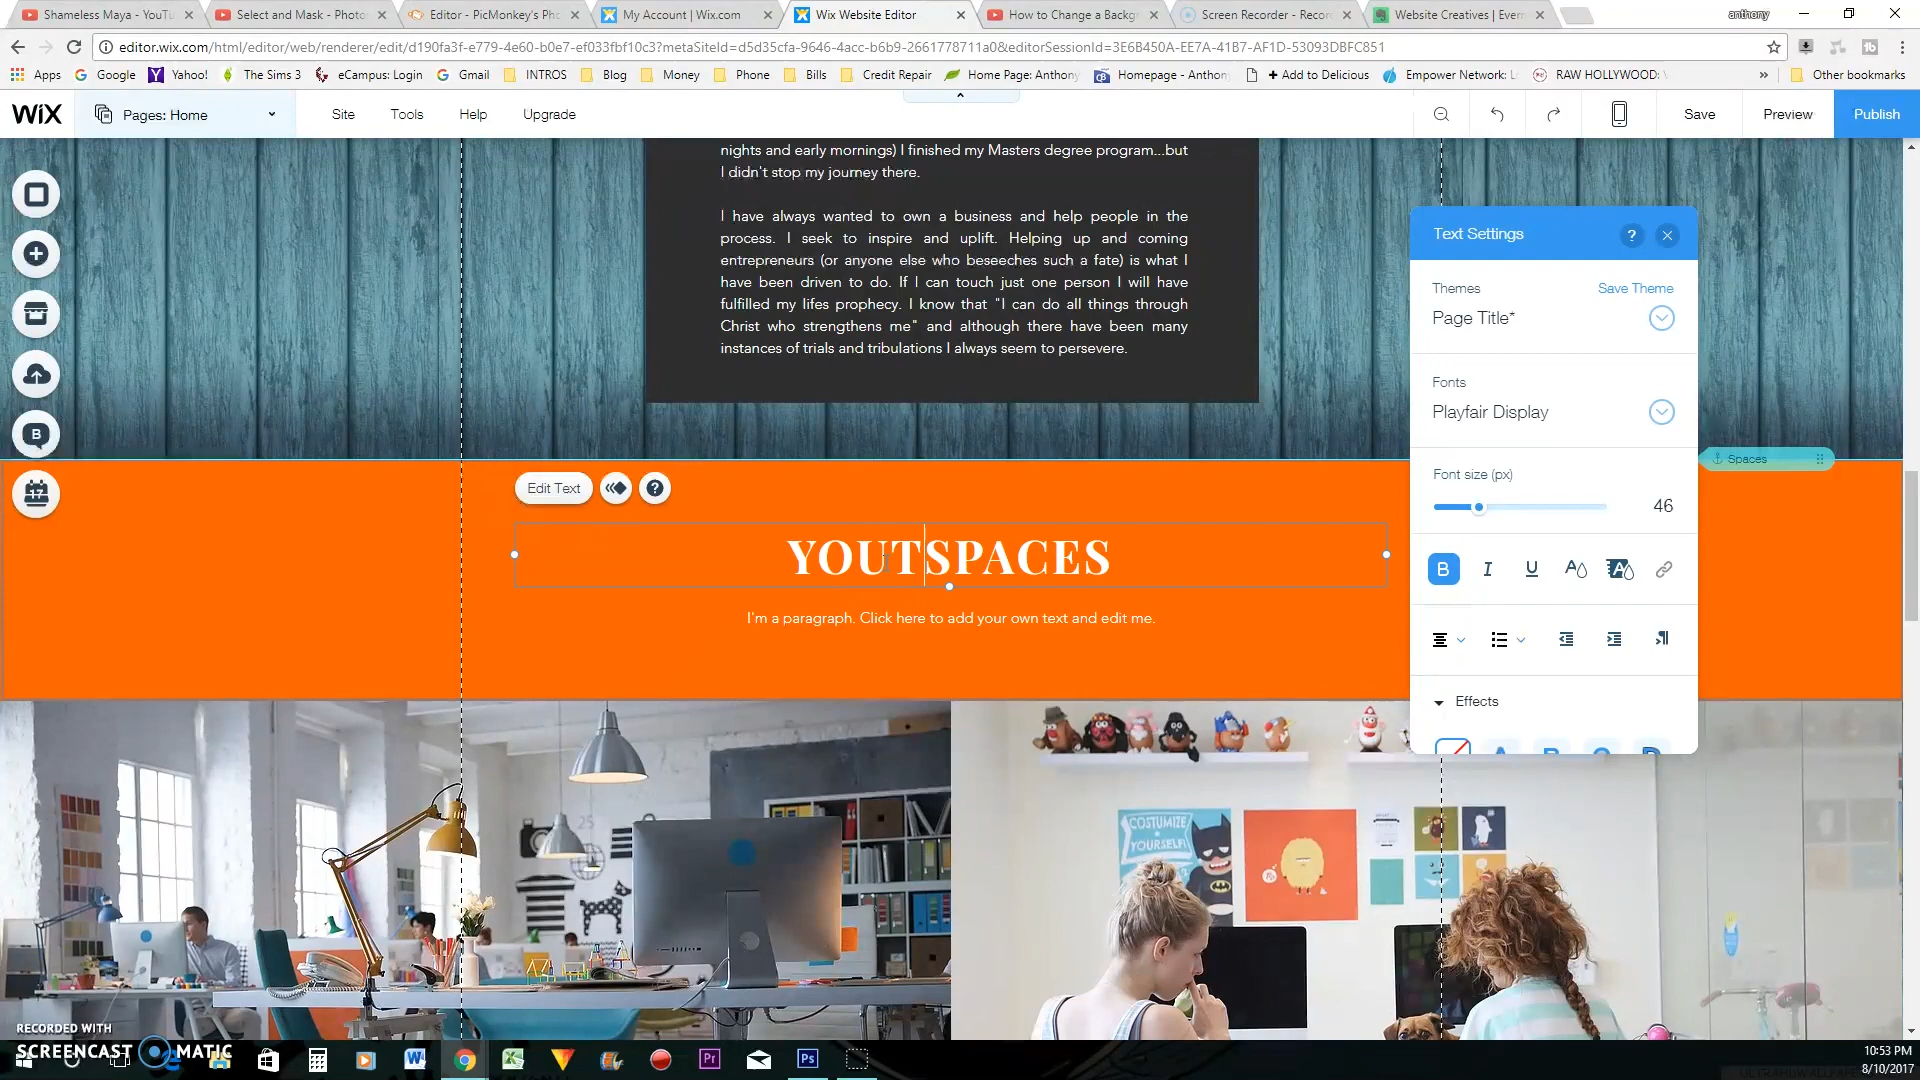 Shameless Maya - YouTu
Select and Mask - Photos
Editor - PicMonkey's Pho
My Account | Wix.com
Wix Website Editor
How to Change a Backg
Screen Recorder - Recor
Website Creatives | Ever
anthony
editor.wix.com/html/editor/web/renderer/edit/d190fa3f-e779-4e60-b0e7-ef033fbf10c3?metaSiteId=d5d35cfa-9646-4acc-b6b9-2661778711a0&editorSessionId=3E6B450A-EE7A-41B7-AF1D-53093DBFC851
Apps
Google
Yahoo!
The Sims 3
eCampus: Login
Gmail
INTROS
Blog
Money
Phone
Bills
Credit Repair
Home Page: Anthony
Homepage - Anthon
+ Add to Delicious
Empower Network: L
RAW HOLLYWOOD:
Other bookmarks
WiX
Pages: Home
Site
Tools
Help
Upgrade
Save
Preview
Publish
nights and early mornings) I finished my Masters degree program...but
I didn't stop my journey there.
I have always wanted to own a business and help people in the
process. I seek to inspire and uplift. Helping up and coming
entrepreneurs (or anyone else who beseeches such a fate) is what I
have been driven to do. If I can touch just one person I will have
fulfilled my lifes prophecy. I know that "I can do all things through
Christ who strengthens me" and although there have been many
instances of trials and tribulations I always seem to persevere.
Text Settings
?
Themes
Save Theme
Page Title*
Fonts
Playfair Display
Font size (px)
46
B I U A A
Effects
Spaces
B
17
Edit Text
?
YOUTSPACES
I'm a paragraph. Click here to add your own text and edit me.
25
COSTUMIZE
YOURSELF!
RECORDED WITH
SCREENCAST MATIC
Pr
Ps
10:53 PM
8/10/2017